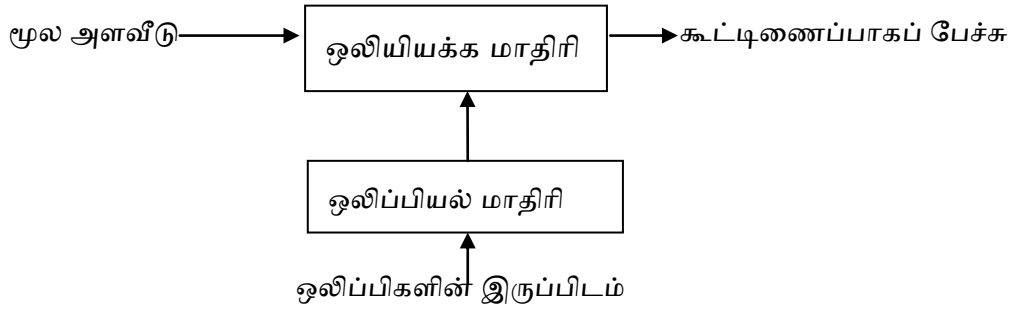 மூல அளவீடு
ஒலியியக்க மாதிரி
கூட்டிணைப்பாகப் பேச்சு
ஒலிப்பியல் மாதிரி
ஒலிப்பிகளின் இருப்பிடம்